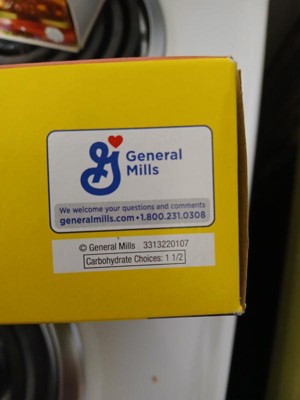 General
Mills
We welcome your questions and comments
generalmills.com • 1.800.231.0308
© General Mills 3313220107
Carbohydrate Choices: 1 1/2